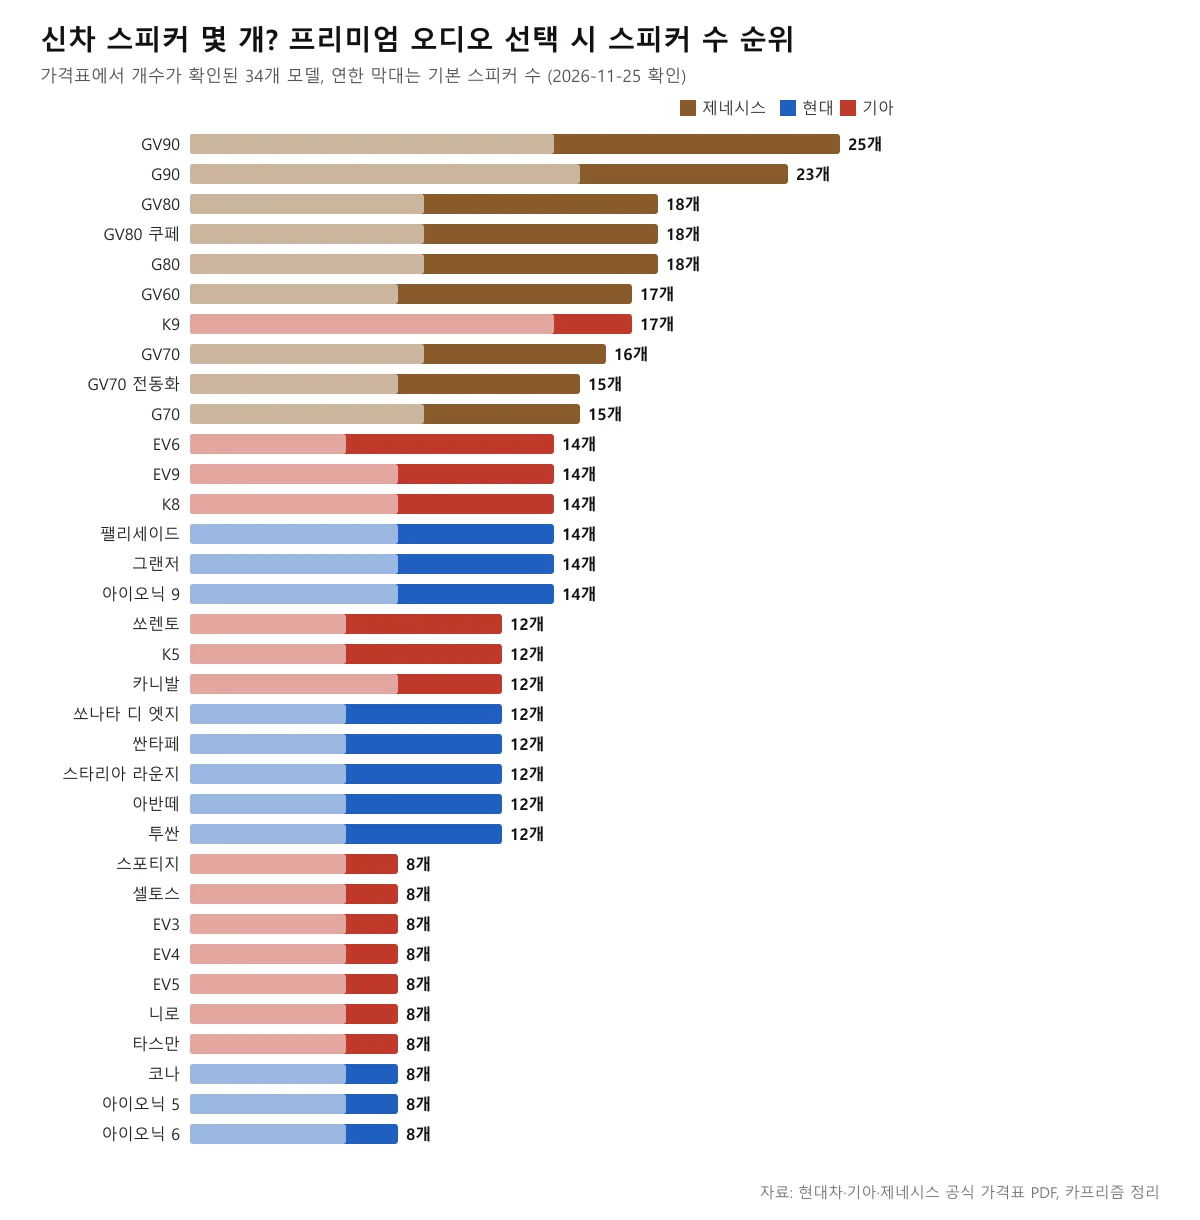 신차 스피커 몇 개? 프리미엄 오디오 선택 시 스피커 수 순위
가격표에서 개수가 확인된 34개 모델, 연한 막대는 기본 스피커 수 (2026-11-25 확인)
제네시스 현대 기아
GV90 25개
G90 23개
GV80 18개
GV80 쿠페 18개
G80 18개
GV60 17개
K9 17개
GV70 16개
GV70 전동화 15개
G70 15개
EV6 14개
EV9 14개
K8 14개
팰리세이드 14개
그랜저 14개
아이오닉 9 14개
쏘렌토 12개
K5 12개
카니발 12개
쏘나타 디 엣지 12개
싼타페 12개
스타리아 라운지 12개
아반떼 12개
투싼 12개
스포티지 8개
셀토스 8개
EV3 8개
EV4 8개
EV5 8개
니로 8개
타스만 8개
코나 8개
아이오닉 5 8개
아이오닉 6 8개
자료: 현대차·기아·제네시스 공식 가격표 PDF, 카프리즘 정리